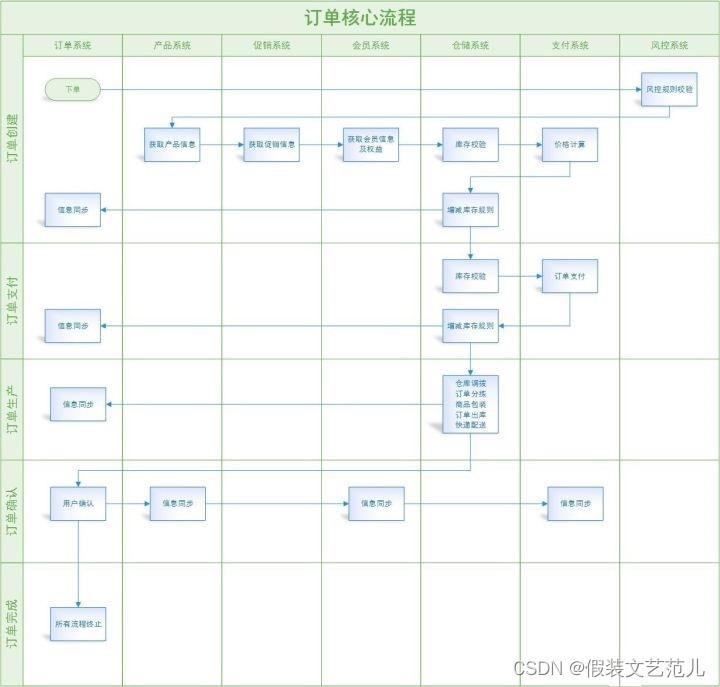 订单核心流程
订单系统
产品系统
促销系统
会员系统
仓储系统
支付系统
风控系统
订单创建
下单
风控规则校验
获取产品信息
获取促销信息
获取会员信息
及权益
库存校验
价格计算
信息同步
增减库存规则
订单支付
库存校验
订单支付
信息同步
增减库存规则
订单生产
信息同步
仓库调拨
订单分拣
商品包装
订单出库
快递配送
订单确认
用户确认
信息同步
信息同步
信息同步
订单完成
所有流程终止
CSDN @假装文艺范儿